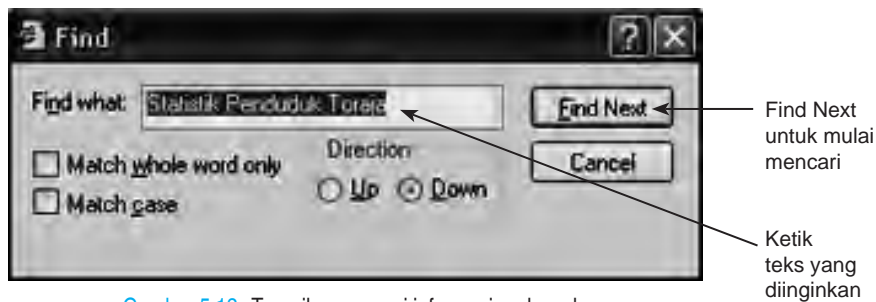 Find
Find what: Statistik Penduduk Toraja
Find Next
Match whole word only
Match case
Direction
Up Down
Cancel
Find Next
untuk mulai
mencari
Ketik
teks yang
diinginkan